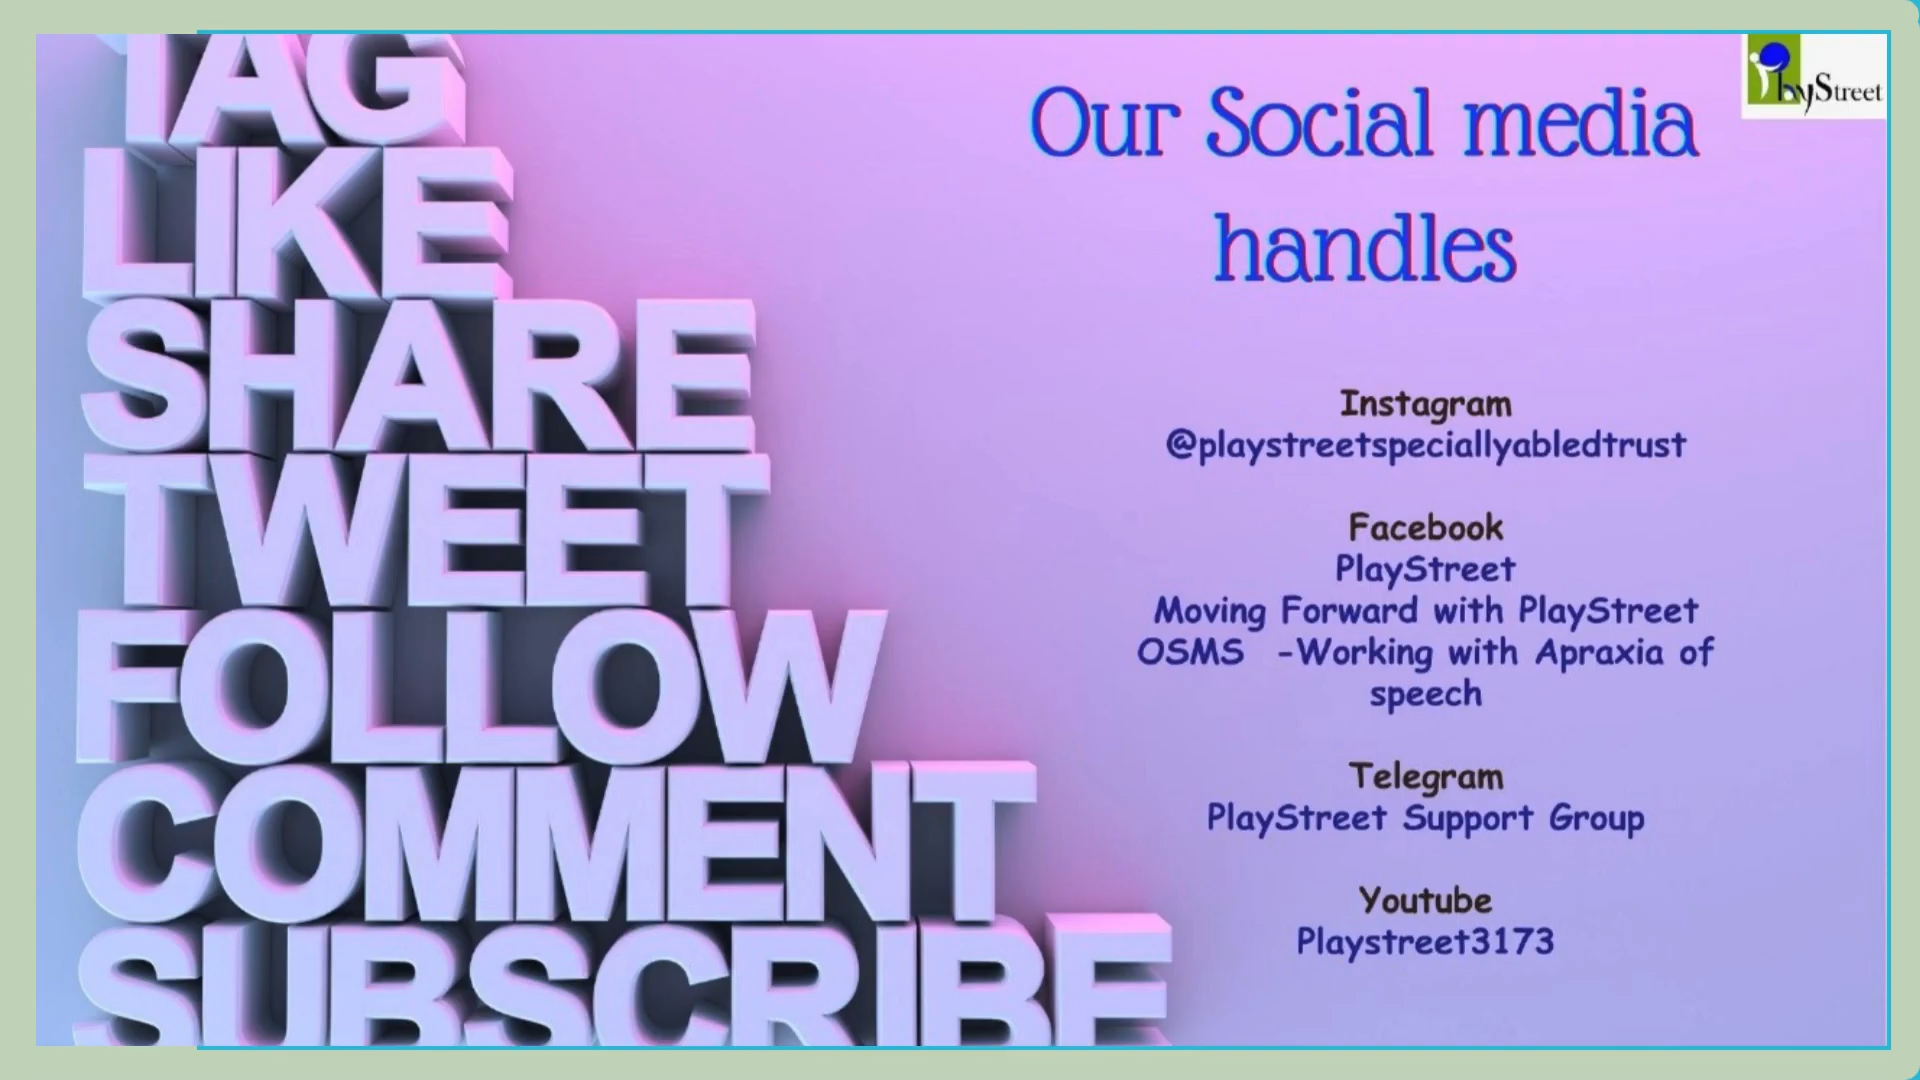 TAG
LIKE
SHARE
TWEET
FOLLOW
COMMENT
SUBSCRIBE
PlayStreet
Our Social media
handles
Instagram
@playstreetspeciallyabledtrust
Facebook
PlayStreet
Moving Forward with PlayStreet
OSMS -Working with Apraxia of
speech
Telegram
PlayStreet Support Group
Youtube
Playstreet3173